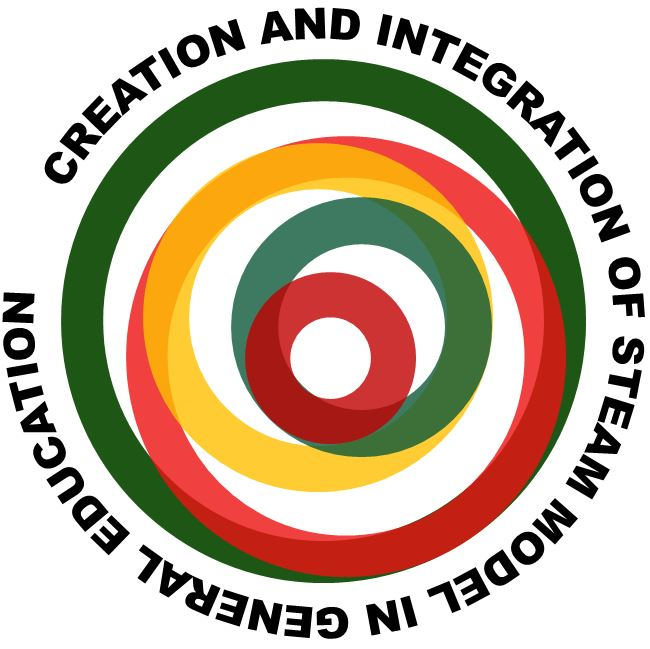 CREATION AND INTEGRATION OF STEAM MODEL IN GENERAL EDUCATION